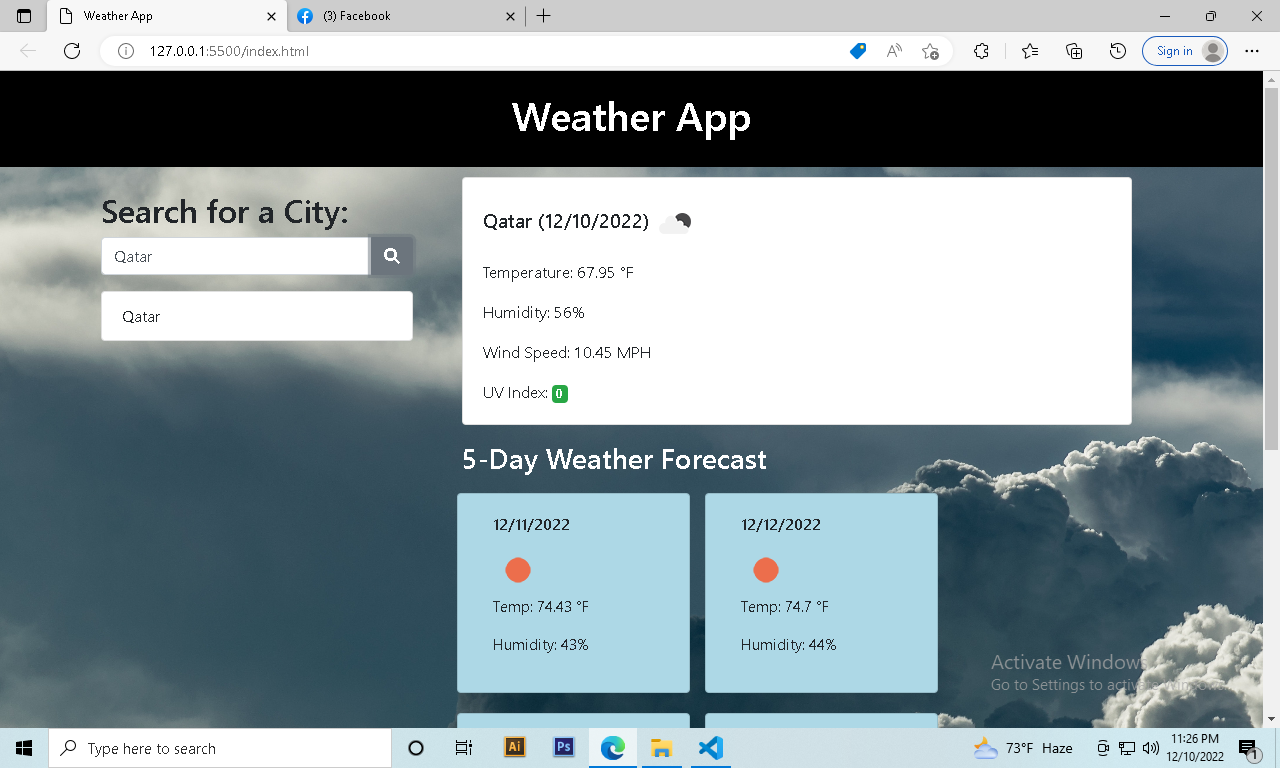 Weather App
(3) Facebook
127.0.0.1:5500/index.html
Sign in
Weather App
Search for a City:
Qatar
Qatar
Qatar (12/10/2022)
Temperature: 67.95 °F
Humidity: 56%
Wind Speed: 10.45 MPH
UV Index: 0
5-Day Weather Forecast
12/11/2022
Temp: 74.43 °F
Humidity: 43%
12/12/2022
Temp: 74.7 °F
Humidity: 44%
Activate Windows
Go to Settings to activate Windows.
Type here to search
Ai
Ps
73°F Haze
11:26 PM
12/10/2022
1